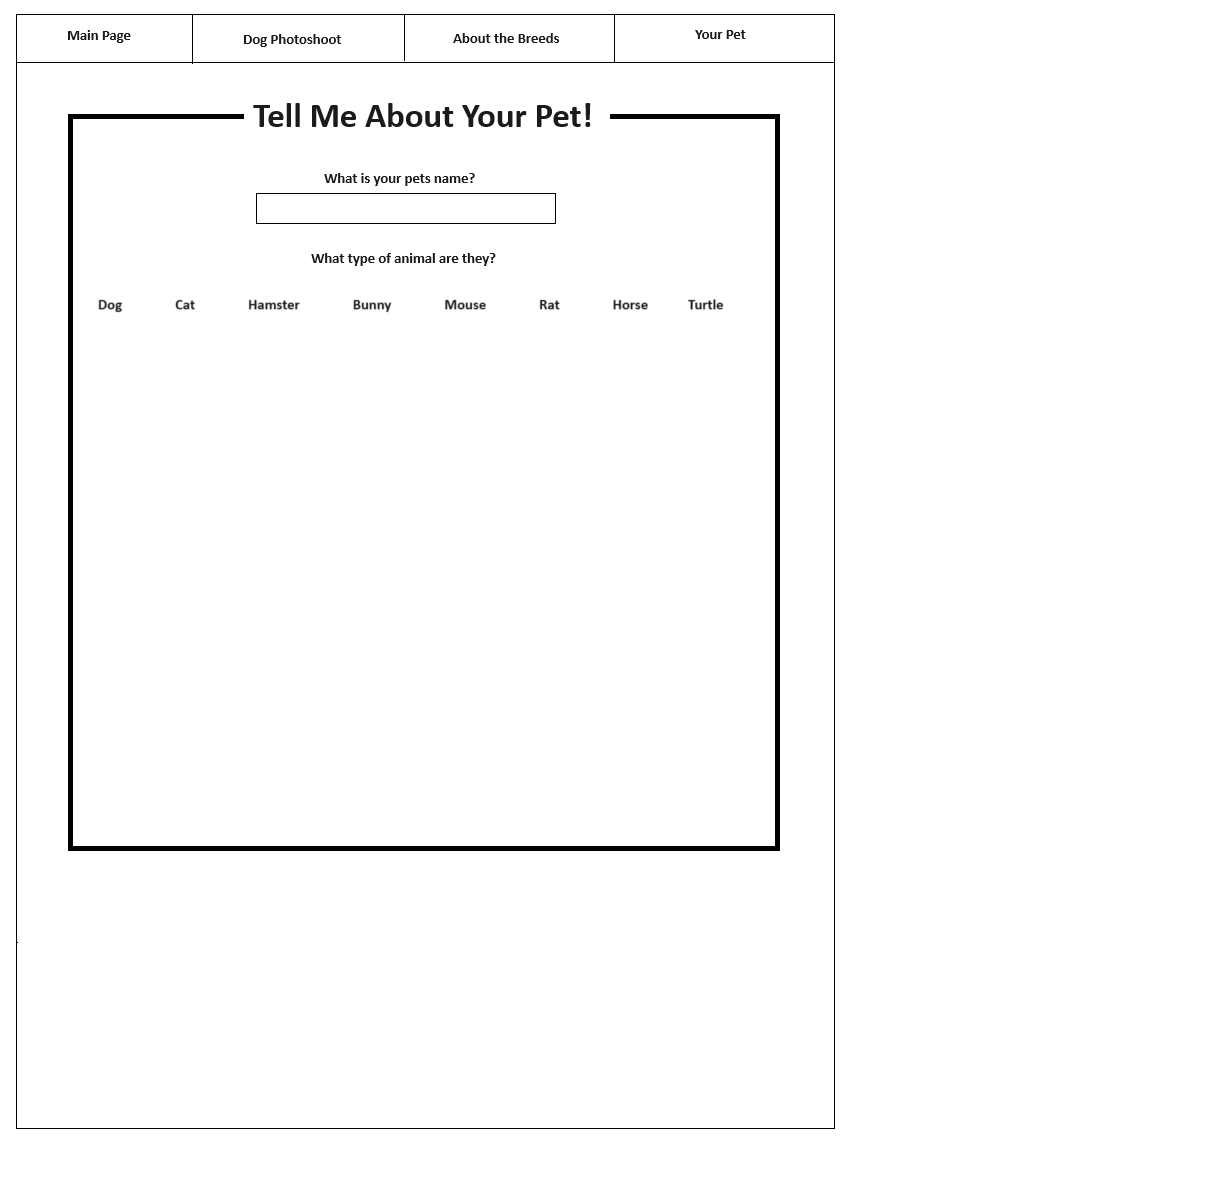 Main Page Dog Photoshoot About the Breeds Your Pet
Tell Me About Your Pet!
What is your pets name?
What type of animal are they?
Dog Cat Hamster Bunny Mouse Rat Horse Turtle